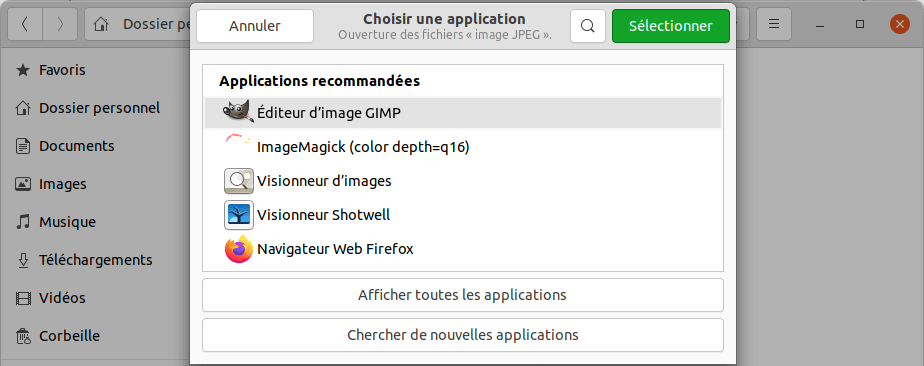 Dossier pe
Annuler
Choisir une application
Ouverture des fichiers « image JPEG ».
Sélectionner
Favoris
Dossier personnel
Documents
Images
Musique
Téléchargements
Vidéos
Corbeille
Applications recommandées
Éditeur d’image GIMP
ImageMagick (color depth=q16)
Visionneur d’images
Visionneur Shotwell
Navigateur Web Firefox
Afficher toutes les applications
Chercher de nouvelles applications